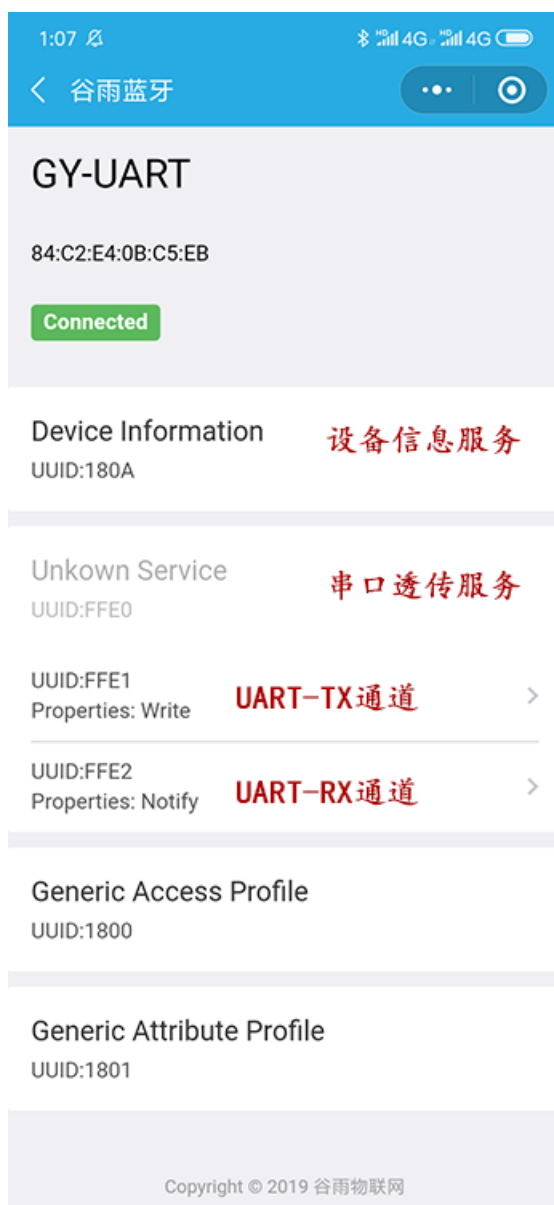 1:07 4G 4G
谷雨蓝牙
GY-UART
84:C2:E4:0B:C5:EB
Connected
Device Information 设备信息服务
UUID:180A
Unkown Service 串口透传服务
UUID:FFE0
UUID:FFE1
Properties: Write UART-TX通道
UUID:FFE2
Properties: Notify UART-RX通道
Generic Access Profile
UUID:1800
Generic Attribute Profile
UUID:1801
Copyright © 2019 谷雨物联网